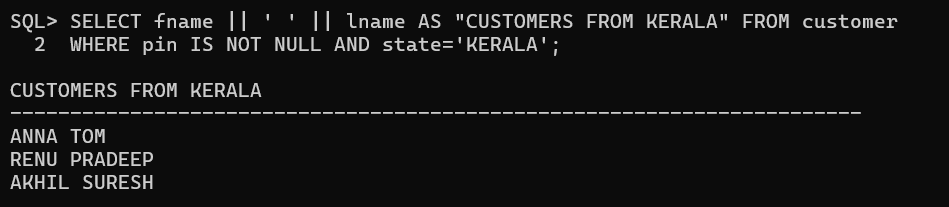 SQL> SELECT fname || ' ' || lname AS "CUSTOMERS FROM KERALA" FROM customer
  2  WHERE pin IS NOT NULL AND state='KERALA';

CUSTOMERS FROM KERALA
-----------------------------------------------------------------------
ANNA TOM
RENU PRADEEP
AKHIL SURESH